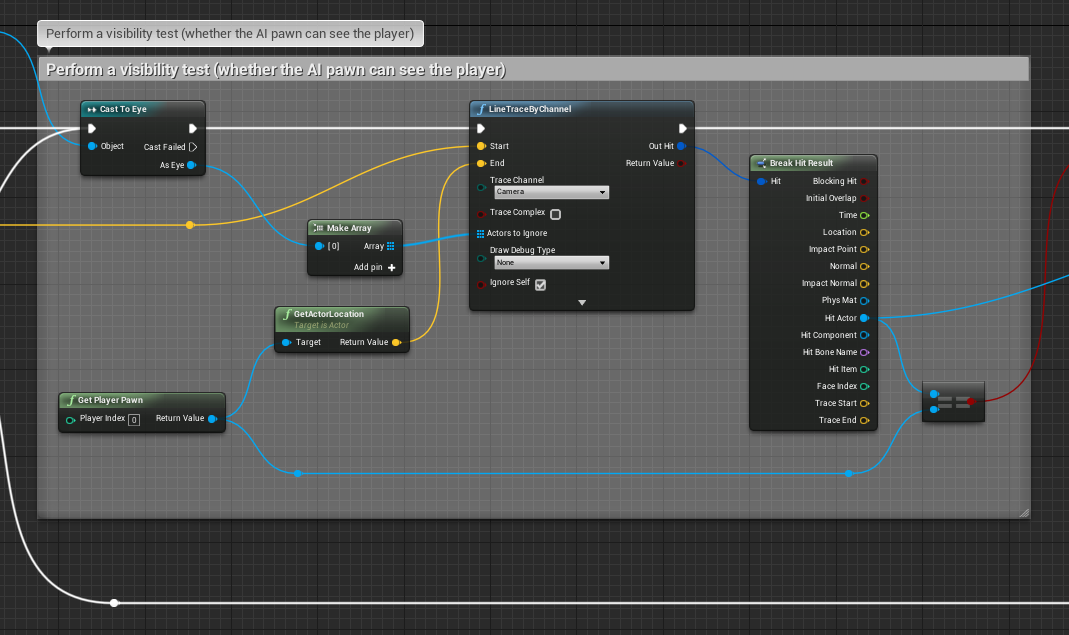 Perform a visibility test (whether the AI pawn can see the player)
Perform a visibility test (whether the AI pawn can see the player)
Cast To Eye
Object
Cast Failed
As Eye
LineTraceByChannel
Start
Out Hit
End
Return Value
Trace Channel
Camera
Trace Complex
Actors to Ignore
Draw Debug Type
None
Ignore Self
Make Array
[0]
Array
Add pin
GetActorLocation
Target is Actor
Target
Return Value
Get Player Pawn
Player Index
0
Return Value
Break Hit Result
Hit
Blocking Hit
Initial Overlap
Time
Location
Impact Point
Normal
Impact Normal
Phys Mat
Hit Actor
Hit Component
Hit Bone Name
Hit Item
Face Index
Trace Start
Trace End
==